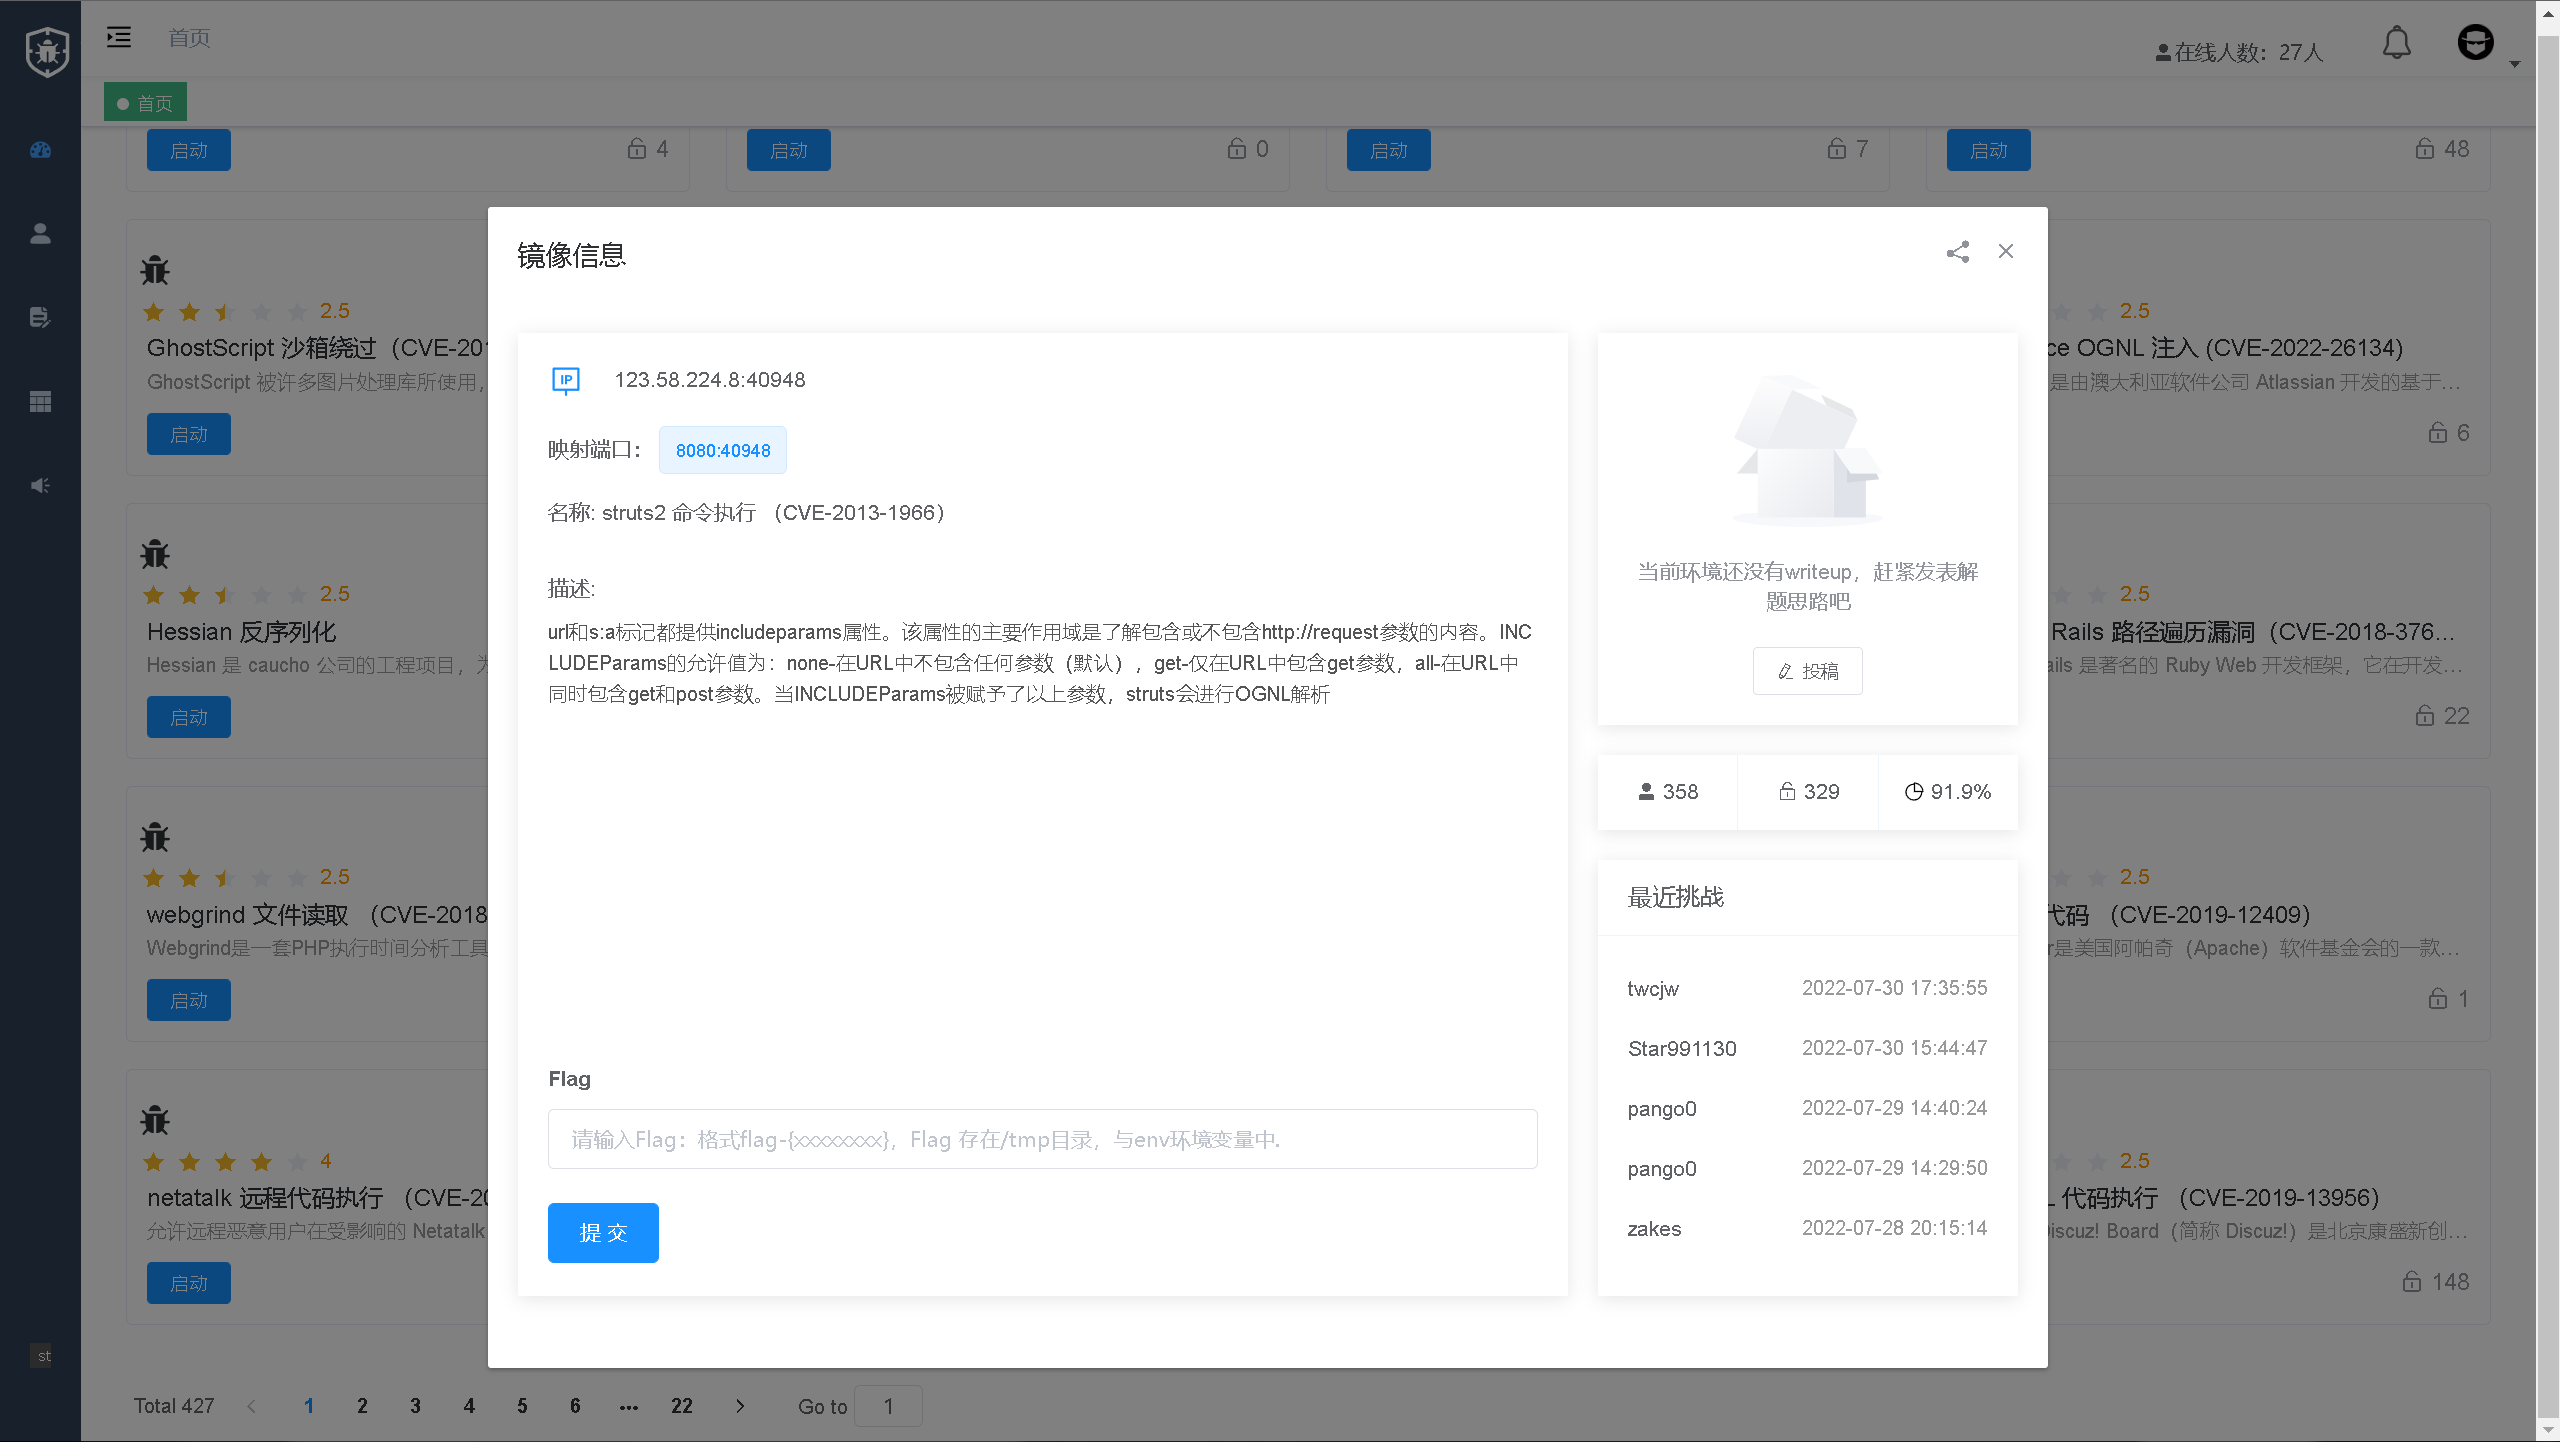 首页
在线人数：27人
首页
启动
4
启动
0
启动
7
启动
48
镜像信息
2.5
GhostScript 沙箱绕过（CVE-201
GhostScript 被许多图片处理库所使用，
启动
2.5
ce OGNL 注入 (CVE-2022-26134)
是由澳大利亚软件公司 Atlassian 开发的基于…
6
IP
123.58.224.8:40948
映射端口：
8080:40948
名称: struts2 命令执行 （CVE-2013-1966）
描述:
url和s:a标记都提供includeparams属性。该属性的主要作用域是了解包含或不包含http://request参数的内容。INC
LUDEParams的允许值为：none-在URL中不包含任何参数（默认），get-仅在URL中包含get参数，all-在URL中
同时包含get和post参数。当INCLUDEParams被赋予了以上参数，struts会进行OGNL解析
当前环境还没有writeup，赶紧发表解
题思路吧
投稿
358
329
91.9%
最近挑战
twcjw 2022-07-30 17:35:55
Star991130 2022-07-30 15:44:47
pango0 2022-07-29 14:40:24
pango0 2022-07-29 14:29:50
zakes 2022-07-28 20:15:14
Flag
请输入Flag：格式flag-{xxxxxxxx}，Flag 存在/tmp目录，与env环境变量中.
提 交
2.5
Hessian 反序列化
Hessian 是 caucho 公司的工程项目，
启动
2.5
Rails 路径遍历漏洞（CVE-2018-376…
ails 是著名的 Ruby Web 开发框架，它在开发…
22
2.5
webgrind 文件读取 （CVE-2018
Webgrind是一套PHP执行时间分析工具
启动
2.5
代码 （CVE-2019-12409）
r是美国阿帕奇（Apache）软件基金会的一款…
1
4
netatalk 远程代码执行 （CVE-20
允许远程恶意用户在受影响的 Netatalk
启动
2.5
L 代码执行 （CVE-2019-13956）
iscuz! Board（简称 Discuz!）是北京康盛新创…
148
st
Total 427
1 2 3 4 5 6 ••• 22
Go to 1